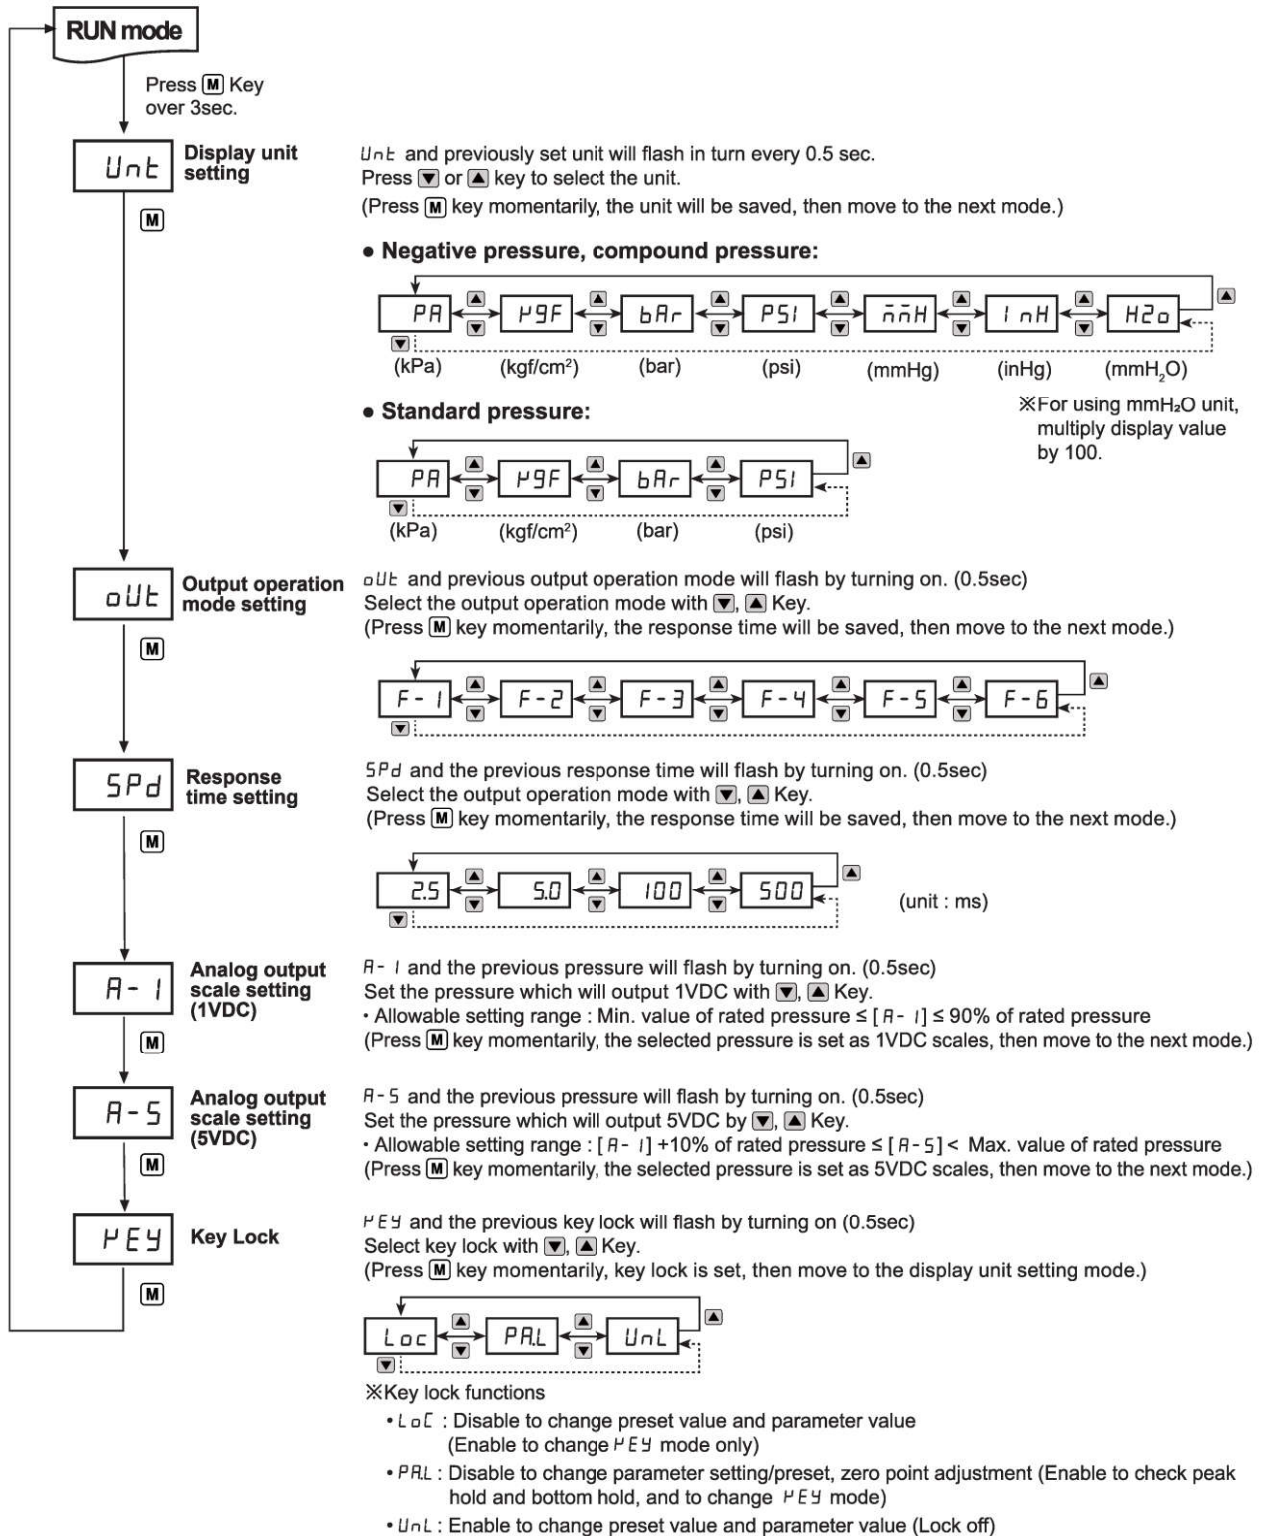 RUN mode
Press M Key
over 3sec.
Unt
Display unit
setting
M
Unt and previously set unit will flash in turn every 0.5 sec.
Press ▼ or ▲ key to select the unit.
(Press M key momentarily, the unit will be saved, then move to the next mode.)
● Negative pressure, compound pressure:
PA ▲ ▼ KgF ▲ ▼ bAr ▲ ▼ PSI ▲ ▼ mmH ▲ ▼ InH ▲ ▼ H2o ▲
▼
(kPa) (kgf/cm²) (bar) (psi) (mmHg) (inHg) (mmH₂O)
※For using mmH₂O unit,
multiply display value
by 100.
● Standard pressure:
PA ▲ ▼ KgF ▲ ▼ bAr ▲ ▼ PSI ▲
▼
(kPa) (kgf/cm²) (bar) (psi)
oUt
Output operation
mode setting
M
oUt and previous output operation mode will flash by turning on. (0.5sec)
Select the output operation mode with ▼, ▲ Key.
(Press M key momentarily, the response time will be saved, then move to the next mode.)
F-1 ▲ ▼ F-2 ▲ ▼ F-3 ▲ ▼ F-4 ▲ ▼ F-5 ▲ ▼ F-6 ▲
▼
SPd
Response
time setting
M
SPd and the previous response time will flash by turning on. (0.5sec)
Select the output operation mode with ▼, ▲ Key.
(Press M key momentarily, the response time will be saved, then move to the next mode.)
2.5 ▲ ▼ 5.0 ▲ ▼ 100 ▲ ▼ 500 ▲
▼
(unit : ms)
A-1
Analog output
scale setting
(1VDC)
M
A-1 and the previous pressure will flash by turning on. (0.5sec)
Set the pressure which will output 1VDC with ▼, ▲ Key.
• Allowable setting range : Min. value of rated pressure ≤ [A-1] ≤ 90% of rated pressure
(Press M key momentarily, the selected pressure is set as 1VDC scales, then move to the next mode.)
A-5
Analog output
scale setting
(5VDC)
M
A-5 and the previous pressure will flash by turning on. (0.5sec)
Set the pressure which will output 5VDC by ▼, ▲ Key.
• Allowable setting range : [A-1] +10% of rated pressure ≤ [A-5] < Max. value of rated pressure
(Press M key momentarily, the selected pressure is set as 5VDC scales, then move to the next mode.)
KEY
Key Lock
M
KEY and the previous key lock will flash by turning on (0.5sec)
Select key lock with ▼, ▲ Key.
(Press M key momentarily, key lock is set, then move to the display unit setting mode.)
Loc ▲ ▼ PA.L ▲ ▼ UnL ▲
▼
※Key lock functions
• LoC : Disable to change preset value and parameter value
(Enable to change KEY mode only)
• PA.L : Disable to change parameter setting/preset, zero point adjustment (Enable to check peak
hold and bottom hold, and to change KEY mode)
• UnL : Enable to change preset value and parameter value (Lock off)